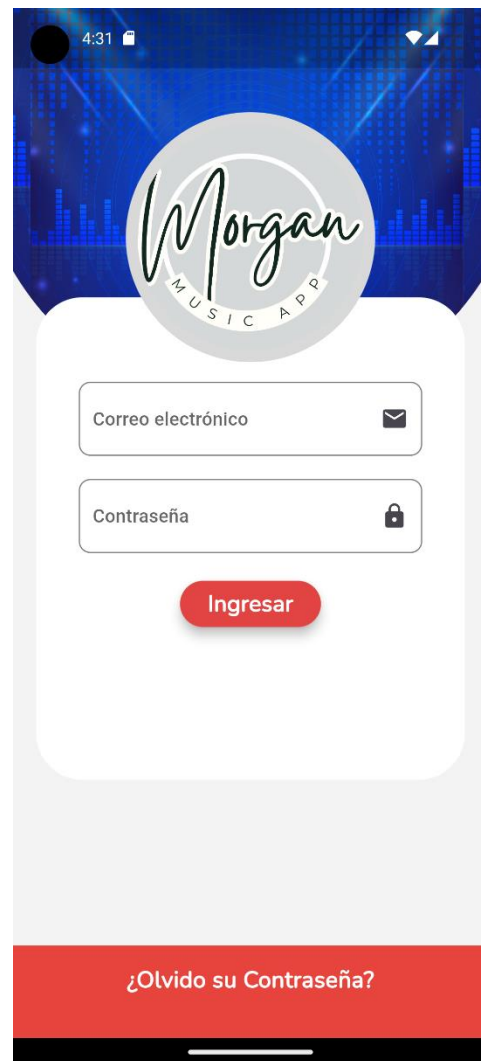 4:31
Morgan
MUSIC APP
Correo electrónico
Contraseña
Ingresar
¿Olvido su Contraseña?